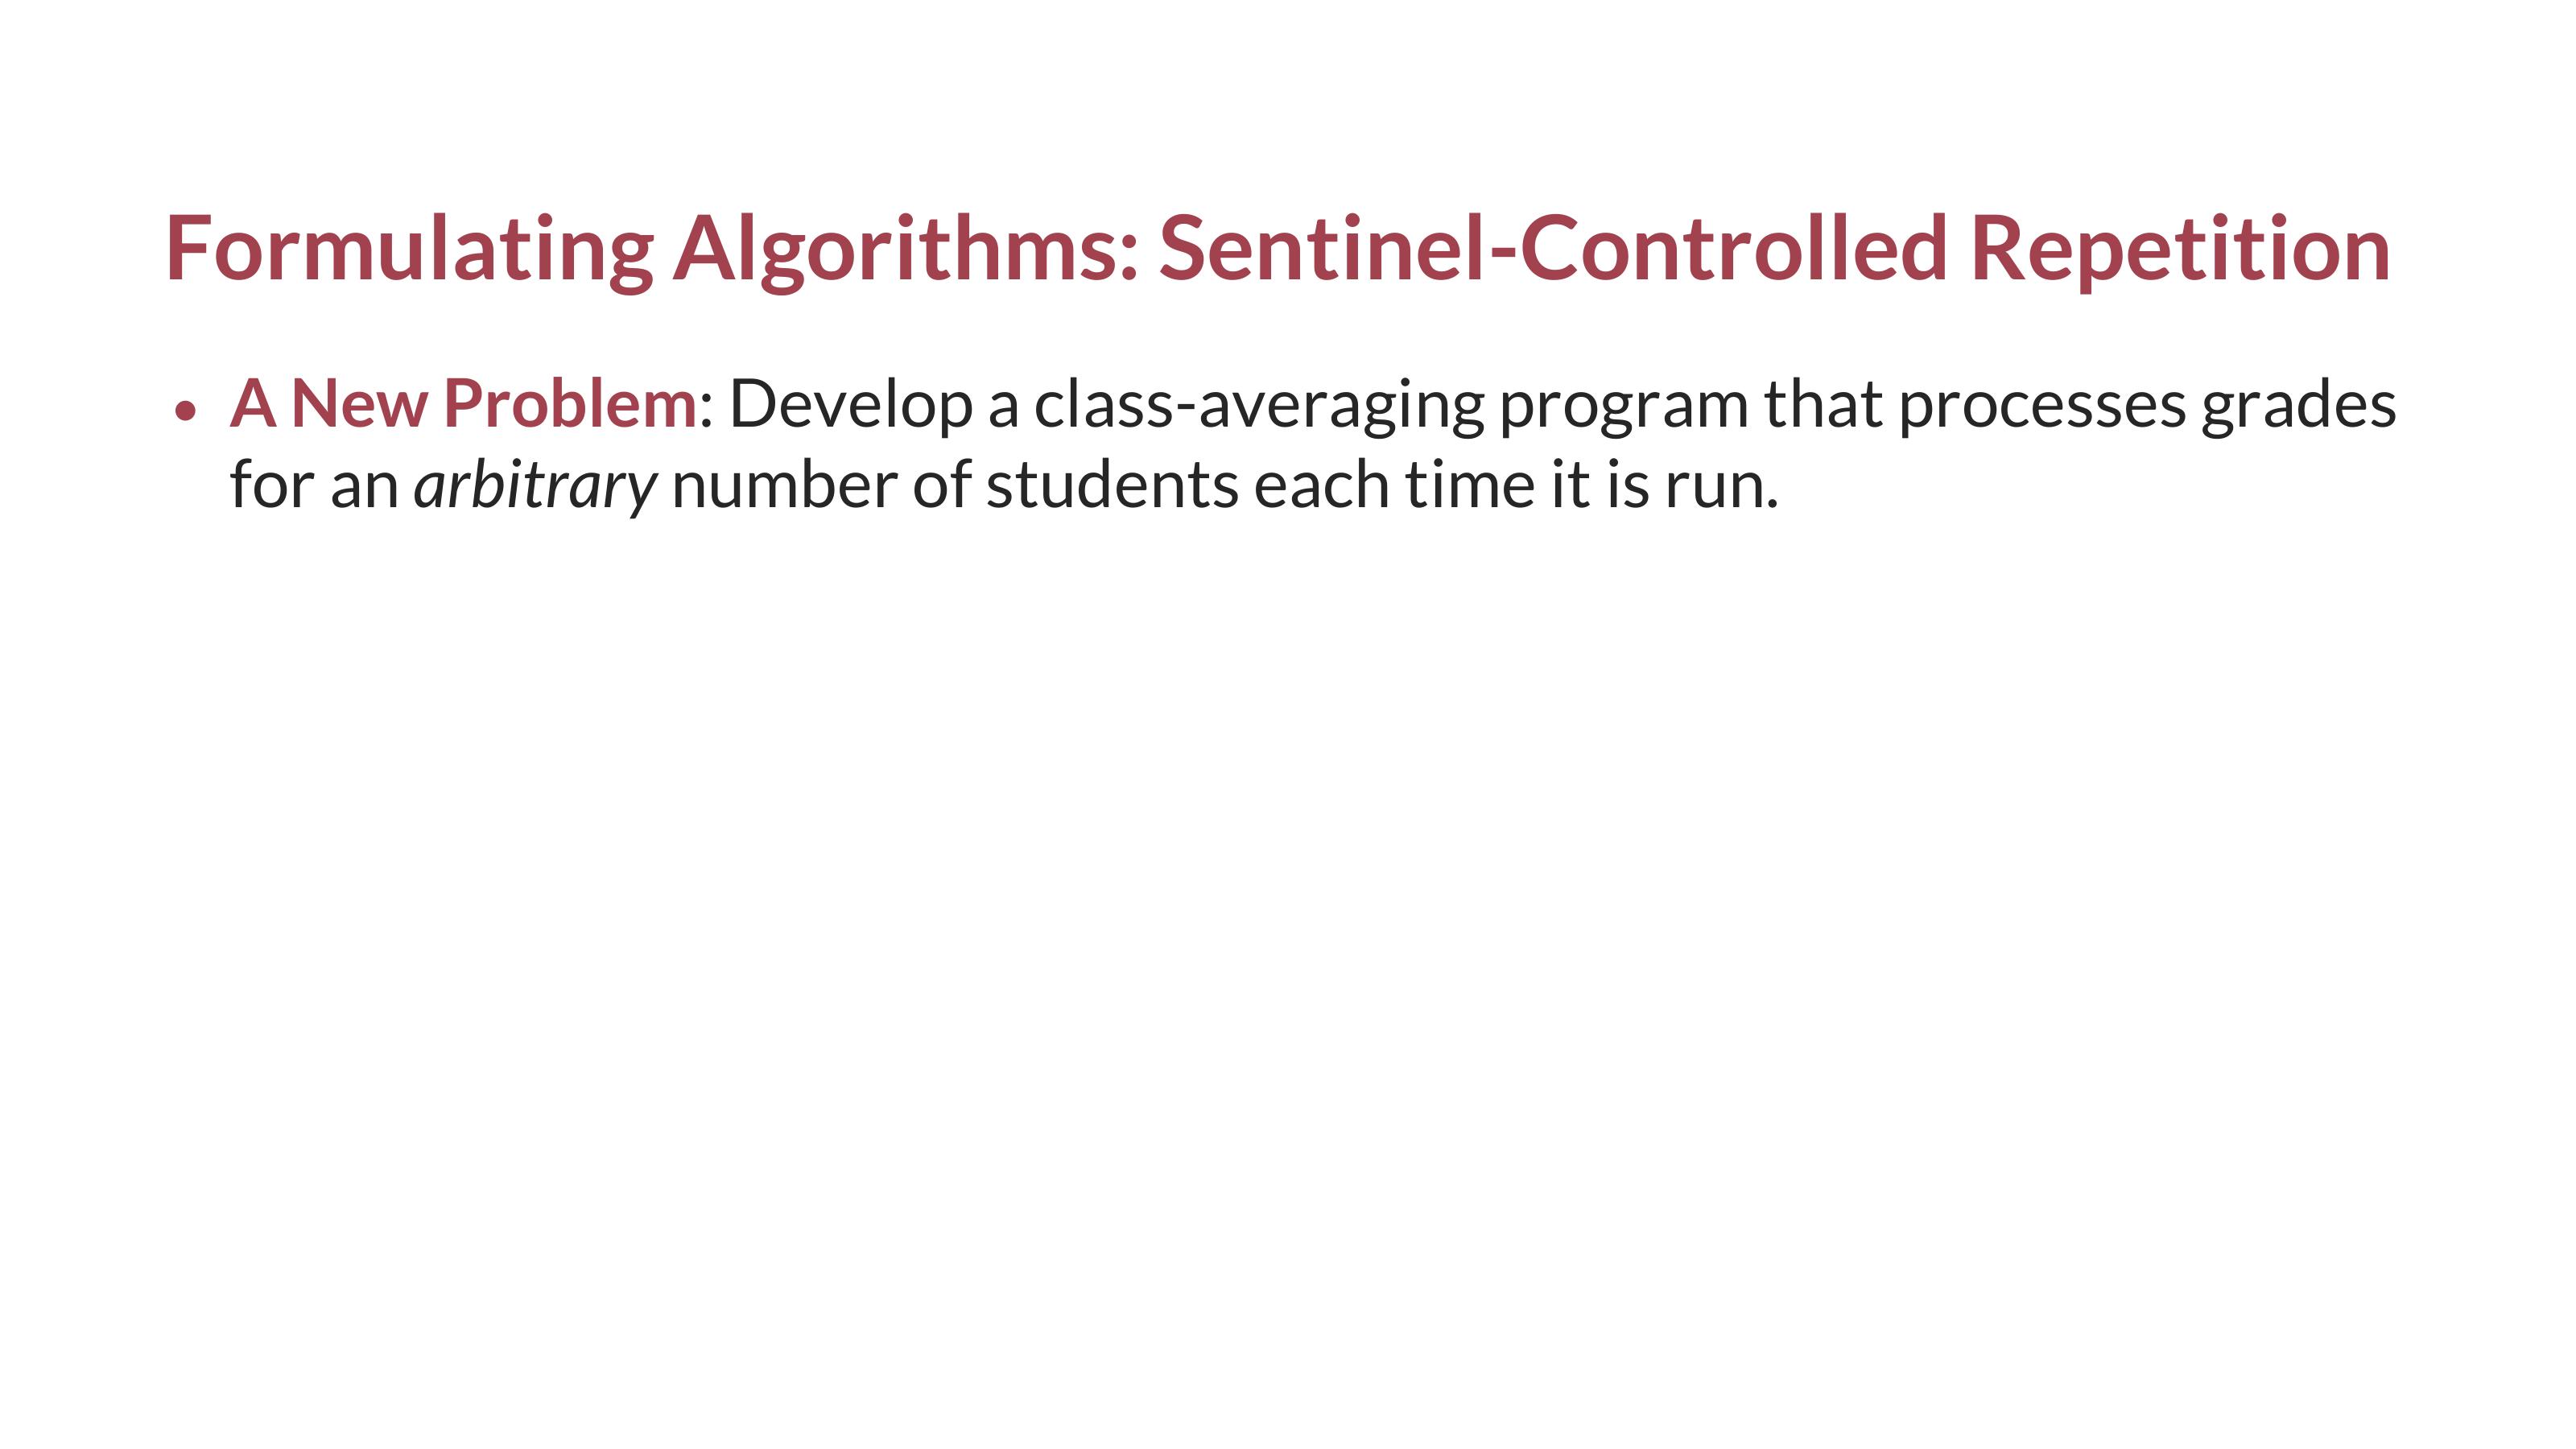 Formulating Algorithms: Sentinel-Controlled Repetition
• A New Problem: Develop a class-averaging program that processes grades
for an arbitrary number of students each time it is run.